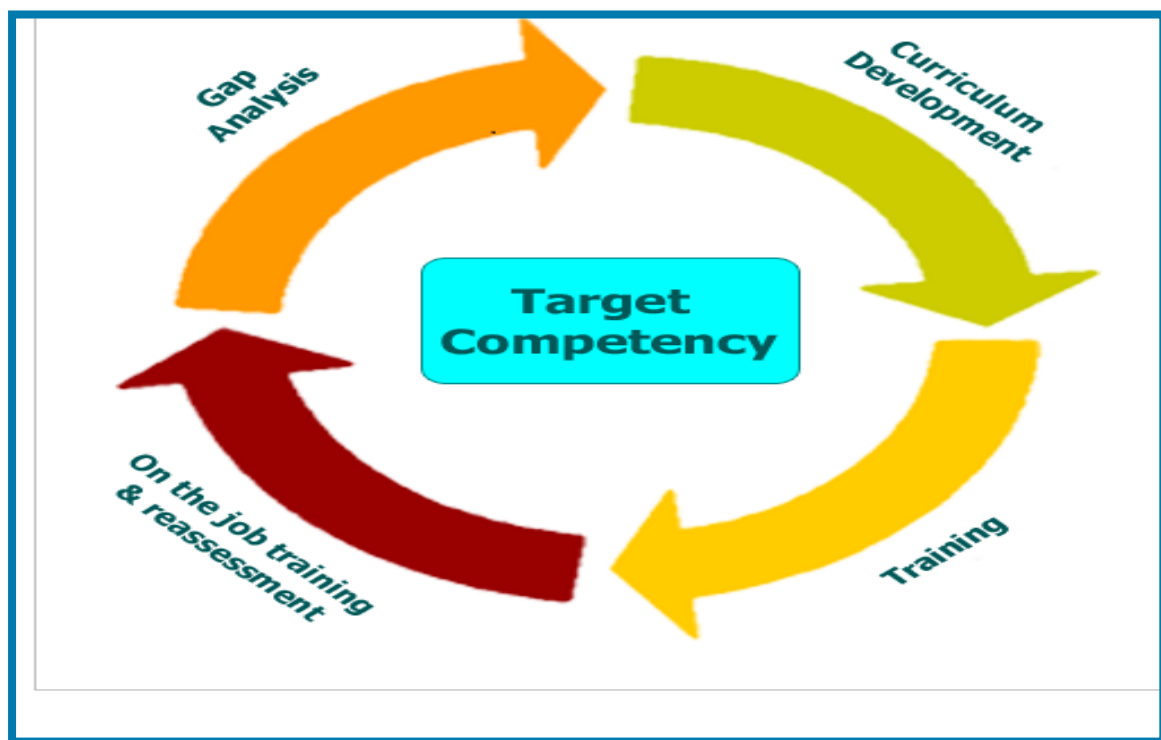 Gap
Analysis
Curriculum
Development
Target
Competency
On the job training
& reassessment
Training